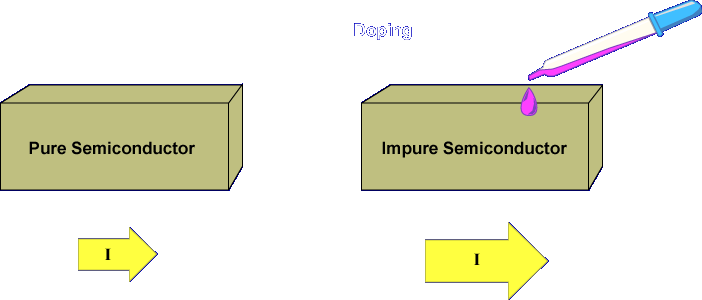 Doping
Pure Semiconductor
Impure Semiconductor
I
I